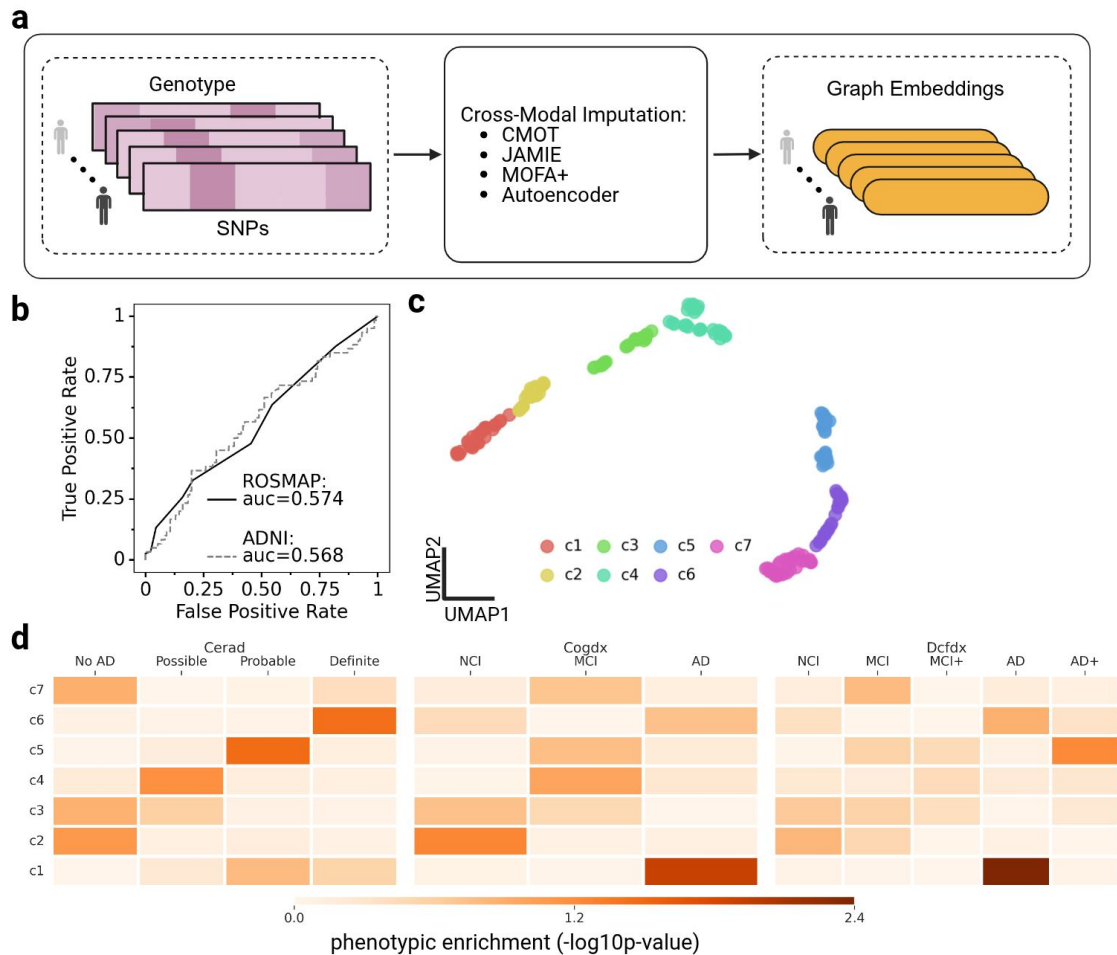 a
Genotype
SNPs
Cross-Modal Imputation:
• CMOT
• JAMIE
• MOFA+
• Autoencoder
Graph Embeddings
b
True Positive Rate
1
0.75
0.50
0.25
0
ROSMAP:
auc=0.574
ADNI:
auc=0.568
0 0.25 0.50 0.75 1
False Positive Rate
c
c1 c3 c5 c7
c2 c4 c6
UMAP2
UMAP1
d
Cerad Cogdx Dcfdx
No AD Possible Probable Definite NCI MCI AD NCI MCI MCI+ AD AD+
c7
c6
c5
c4
c3
c2
c1
0.0 1.2 2.4
phenotypic enrichment (-log10p-value)